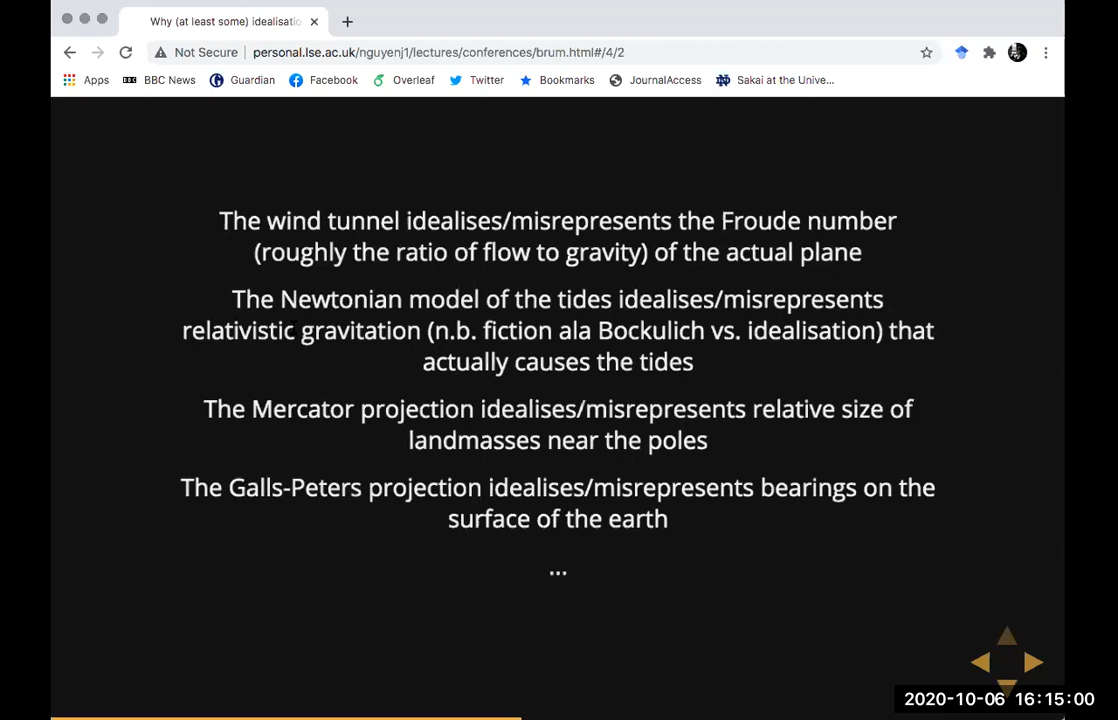 Why (at least some) idealisatio
Not Secure personal.lse.ac.uk/nguyenj1/lectures/conferences/brum.html#/4/2
Apps BBC BBC News Guardian Facebook Overleaf Twitter Bookmarks JournalAccess Sakai at the Unive...
The wind tunnel idealises/misrepresents the Froude number
(roughly the ratio of flow to gravity) of the actual plane
The Newtonian model of the tides idealises/misrepresents
relativistic gravitation (n.b. fiction ala Bockulich vs. idealisation) that
actually causes the tides
The Mercator projection idealises/misrepresents relative size of
landmasses near the poles
The Galls-Peters projection idealises/misrepresents bearings on the
surface of the earth
...
2020-10-06 16:15:00